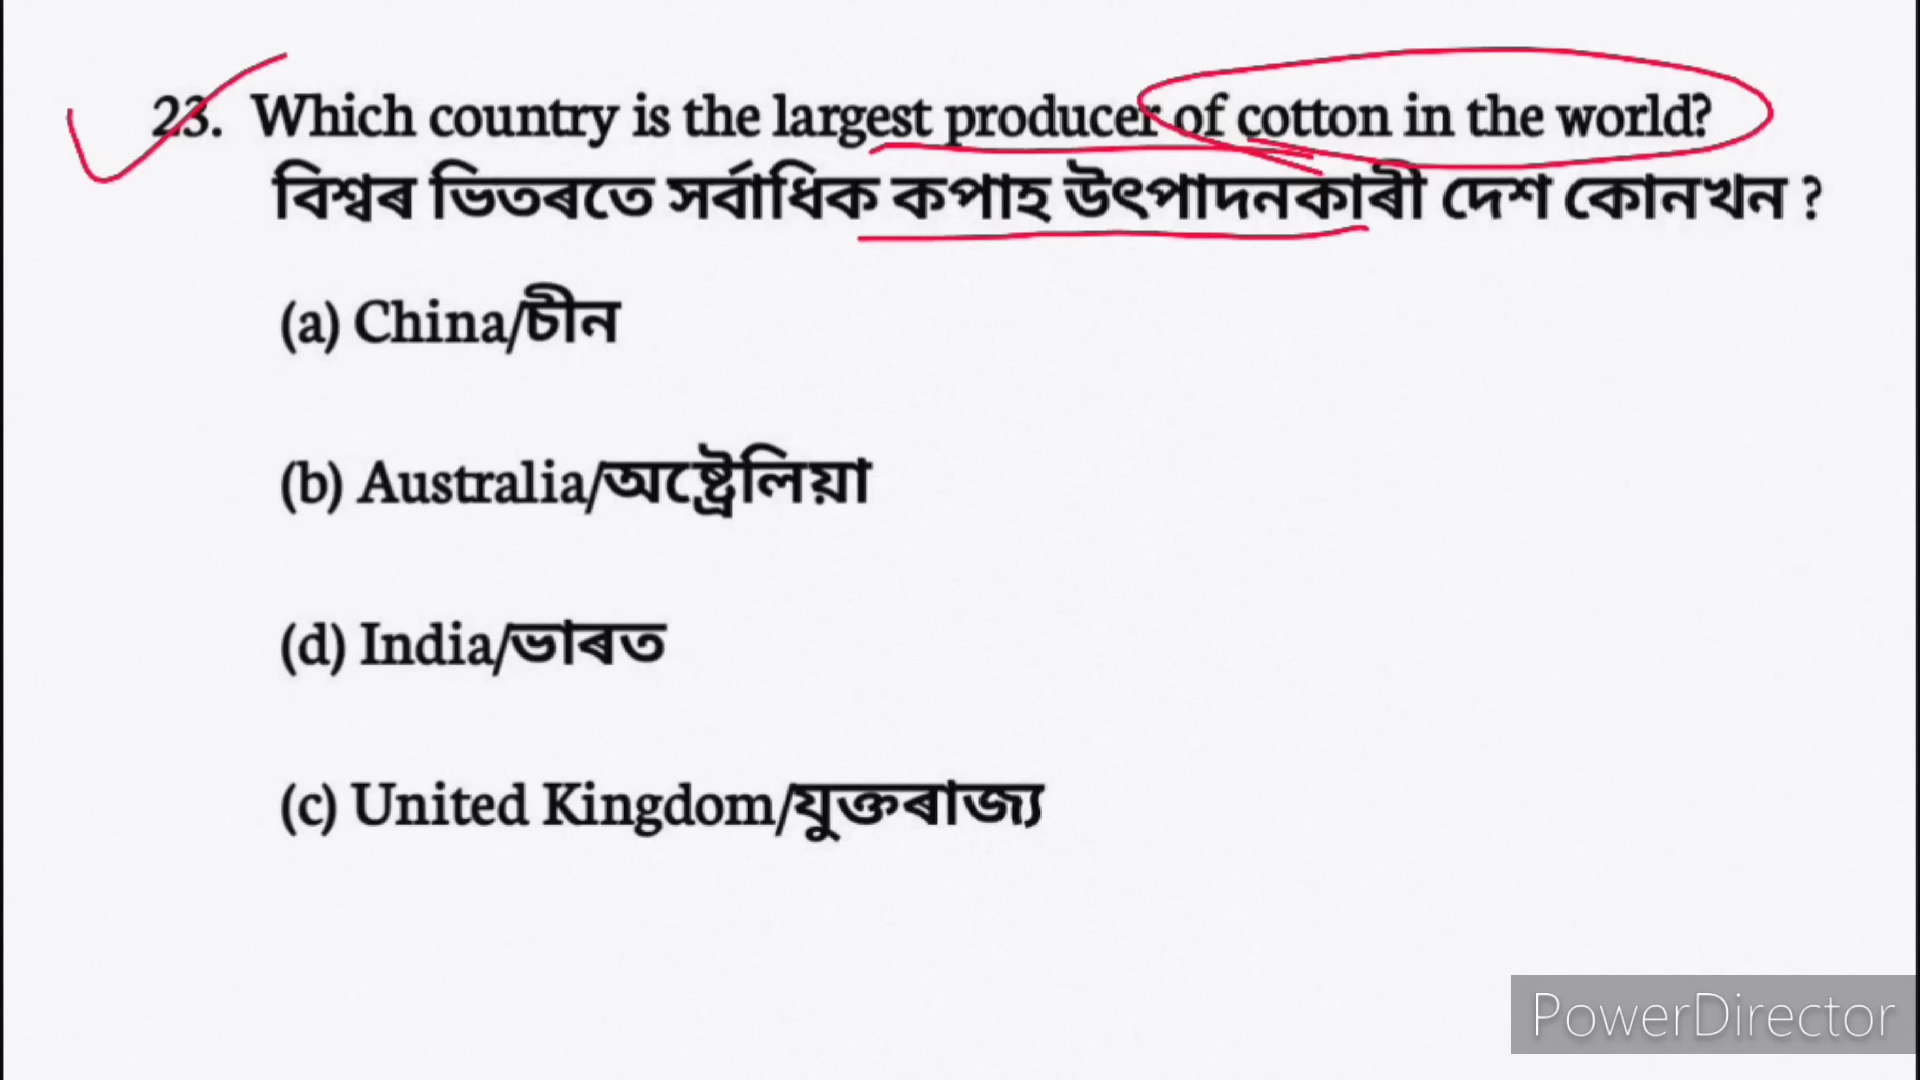 23. Which country is the largest producer of cotton in the world?
বিশ্বৰ ভিতৰতে সৰ্বাধিক কপাহ উৎপাদনকাৰী দেশ কোনখন ?
(a) China/চীন
(b) Australia/অষ্ট্ৰেলিয়া
(d) India/ভাৰত
(c) United Kingdom/যুক্তৰাজ্য
PowerDirector